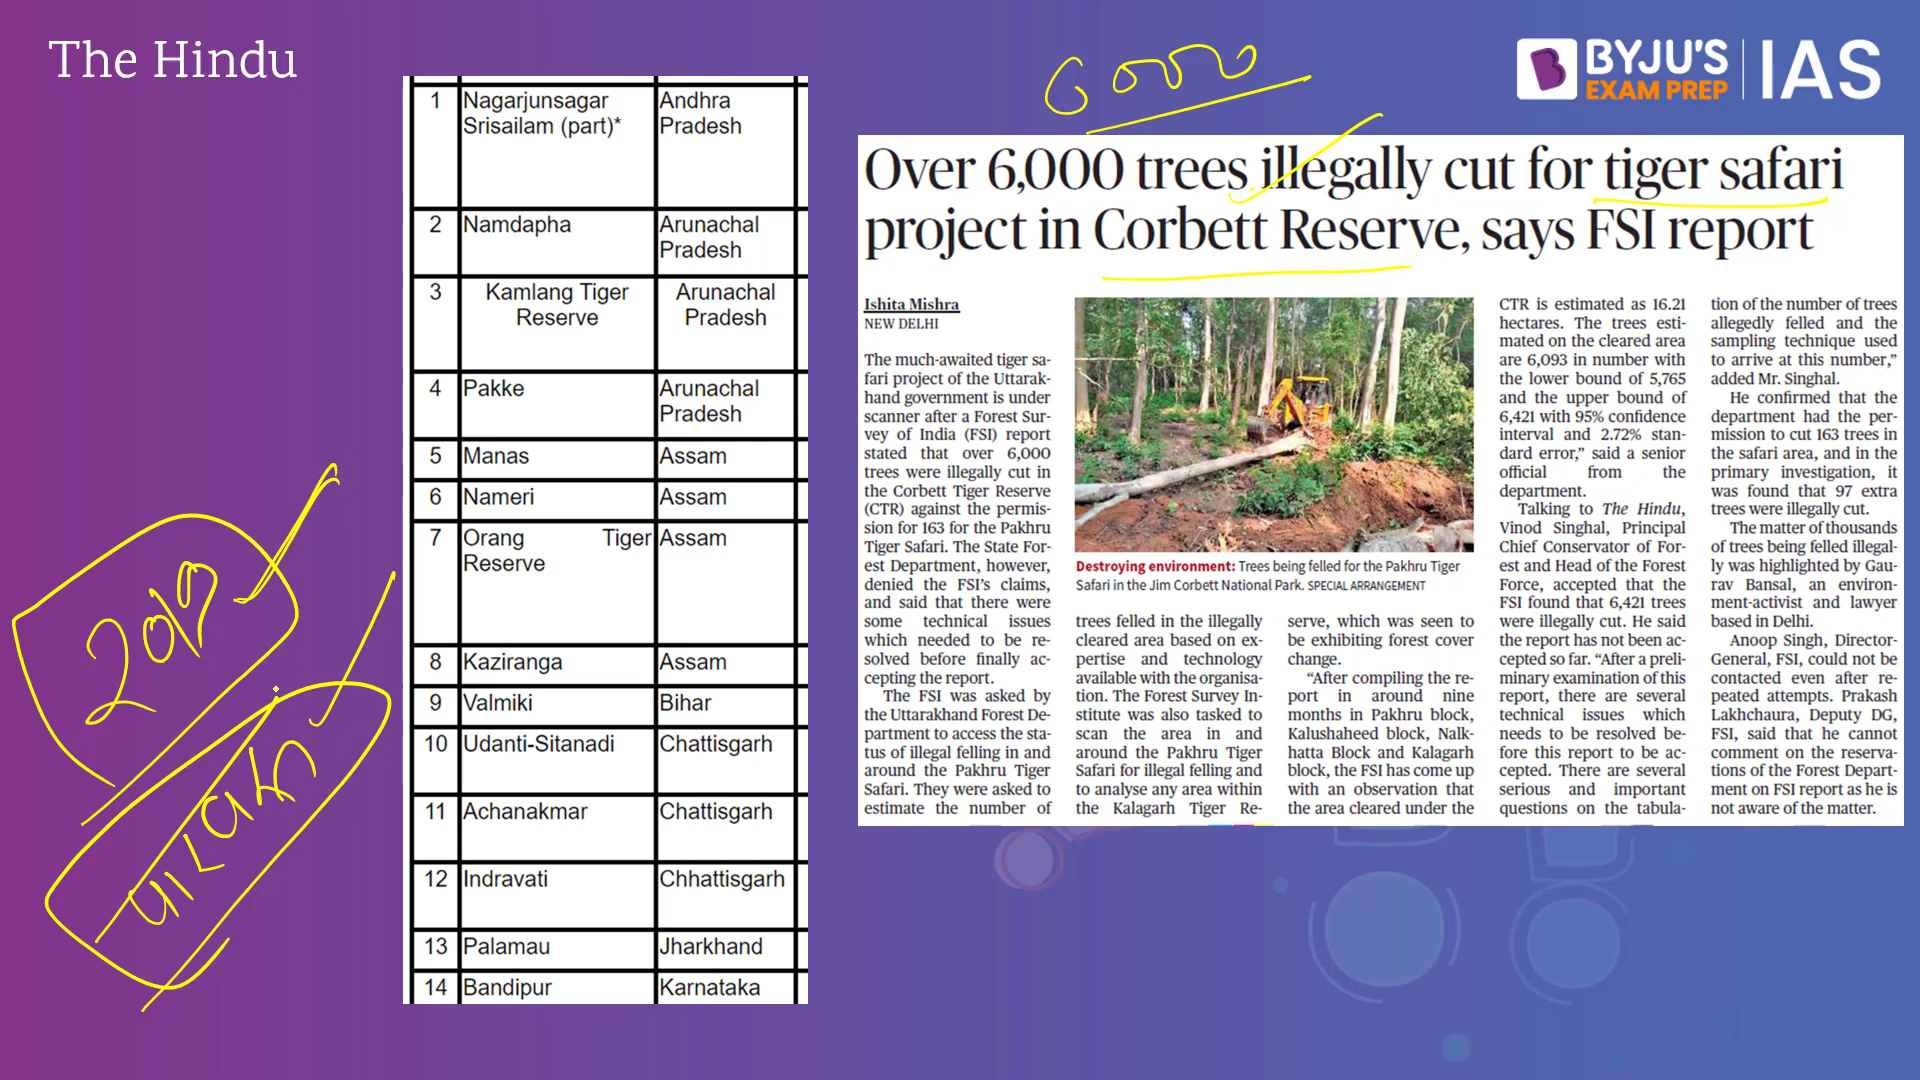 The Hindu
BYJU'S
EXAM PREP
IAS
6000
1 Nagarjunsagar Andhra
Srisailam (part)* Pradesh
2 Namdapha Arunachal
Pradesh
3 Kamlang Tiger Arunachal
Reserve Pradesh
4 Pakke Arunachal
Pradesh
5 Manas Assam
6 Nameri Assam
7 Orang Tiger Assam
Reserve
8 Kaziranga Assam
9 Valmiki Bihar
10 Udanti-Sitanadi Chattisgarh
11 Achanakmar Chattisgarh
12 Indravati Chhattisgarh
13 Palamau Jharkhand
14 Bandipur Karnataka
Over 6,000 trees illegally cut for tiger safari
project in Corbett Reserve, says FSI report
Ishita Mishra
NEW DELHI
The much-awaited tiger sa-
fari project of the Uttarak-
hand government is under
scanner after a Forest Sur-
vey of India (FSI) report
stated that over 6,000
trees were illegally cut in
the Corbett Tiger Reserve
(CTR) against the permis-
sion for 163 for the Pakhru
Tiger Safari. The State For-
est Department, however,
denied the FSI's claims,
and said that there were
some technical issues
which needed to be re-
solved before finally ac-
cepting the report.
The FSI was asked by
the Uttarakhand Forest De-
partment to access the sta-
tus of illegal felling in and
around the Pakhru Tiger
Safari. They were asked to
estimate the number of
Destroying environment: Trees being felled for the Pakhru Tiger
Safari in the Jim Corbett National Park. SPECIAL ARRANGEMENT
trees felled in the illegally
cleared area based on ex-
pertise and technology
available with the organisa-
tion. The Forest Survey In-
stitute was also tasked to
scan the area in and
around the Pakhru Tiger
Safari for illegal felling and
to analyse any area within
the Kalagarh Tiger Re-
serve, which was seen to
be exhibiting forest cover
change.
"After compiling the re-
port in around nine
months in Pakhru block,
Kalushaheed block, Nalk-
hatta Block and Kalagarh
block, the FSI has come up
with an observation that
the area cleared under the
CTR is estimated as 16.21
hectares. The trees esti-
mated on the cleared area
are 6,093 in number with
the lower bound of 5,765
and the upper bound of
6,421 with 95% confidence
interval and 2.72% stan-
dard error," said a senior
official from the
department.
Talking to The Hindu,
Vinod Singhal, Principal
Chief Conservator of For-
est and Head of the Forest
Force, accepted that the
FSI found that 6,421 trees
were illegally cut. He said
the report has not been ac-
cepted so far. "After a preli-
minary examination of this
report, there are several
technical issues which
needs to be resolved be-
fore this report to be ac-
cepted. There are several
serious and important
questions on the tabula-
tion of the number of trees
allegedly felled and the
sampling technique used
to arrive at this number,"
added Mr. Singhal.
He confirmed that the
department had the per-
mission to cut 163 trees in
the safari area, and in the
primary investigation, it
was found that 97 extra
trees were illegally cut.
The matter of thousands
of trees being felled illegal-
ly was highlighted by Gau-
rav Bansal, an environ-
ment-activist and lawyer
based in Delhi.
Anoop Singh, Director-
General, FSI, could not be
contacted even after re-
peated attempts. Prakash
Lakhchaura, Deputy DG,
FSI, said that he cannot
comment on the reserva-
tions of the Forest Depart-
ment on FSI report as he is
not aware of the matter.